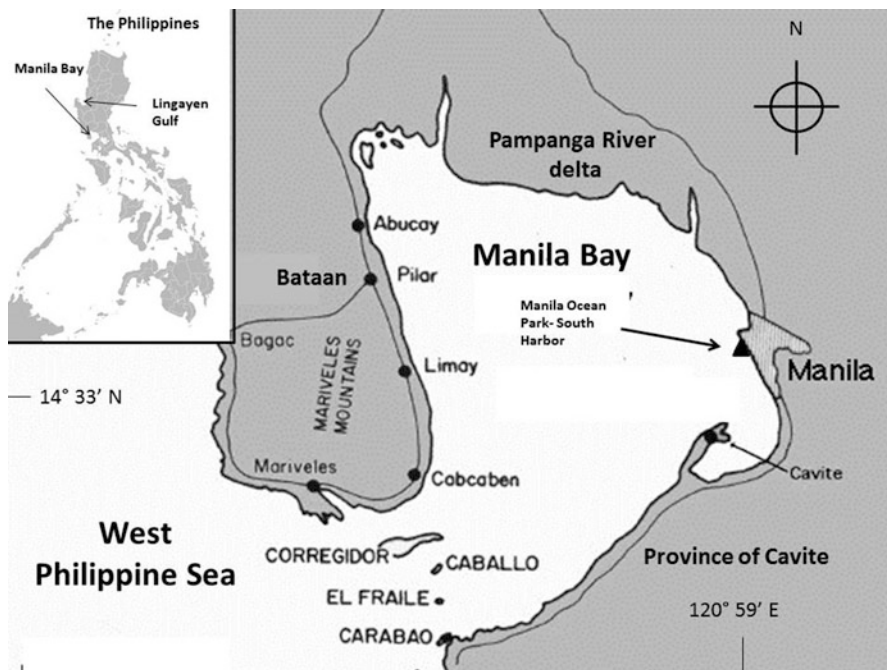 The Philippines
Manila Bay
Lingayen
Gulf
N
Pampanga River
delta
Abucay
Manila Bay
Bataan
Pilar
Manila Ocean
Park- South
Harbor
Bagac
MARIVELES
MOUNTAINS
Limay
Manila
14° 33’ N
Mariveles
Cabcaben
Cavite
West
Philippine Sea
CORREGIDOR
CABALLO
Province of Cavite
EL FRAILE
120° 59’ E
CARABAO